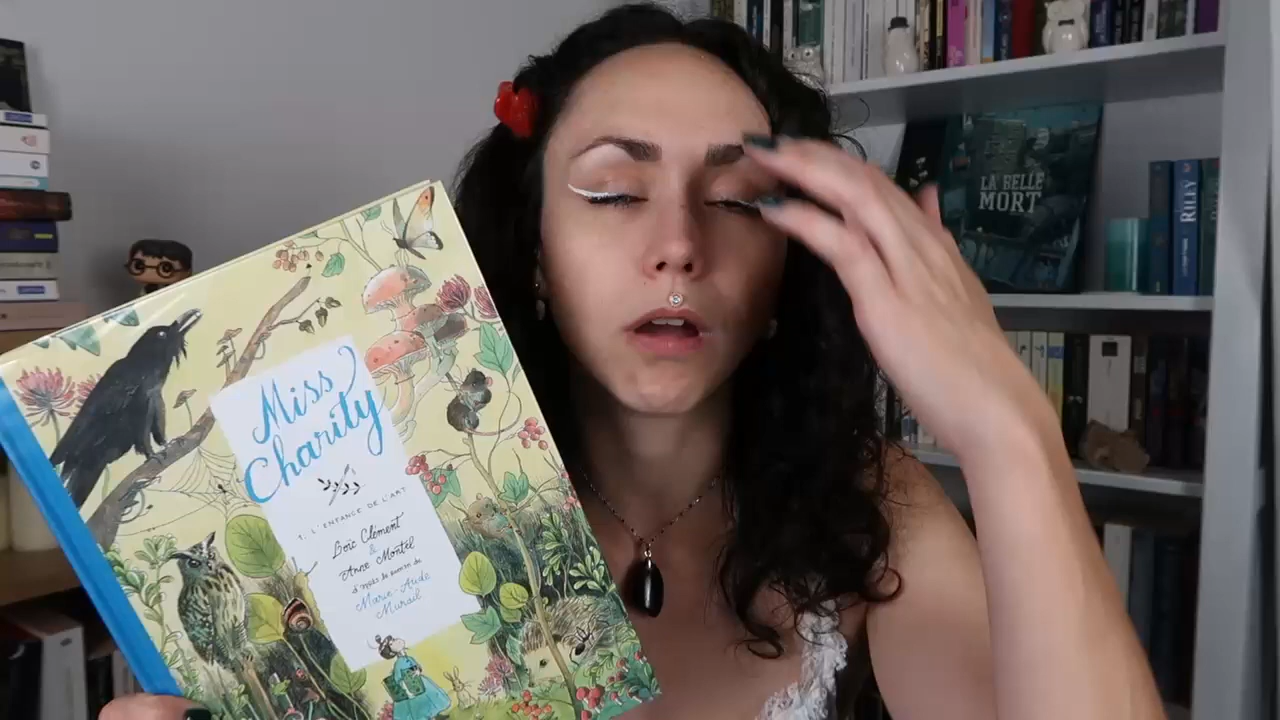 Miss
Charity
1. L'ENFANCE DE L'ART
Loïc Clément
&
Anne Montel
d'après le roman de
Marie-Aude
Murail
LA BELLE
MORT
RILEY